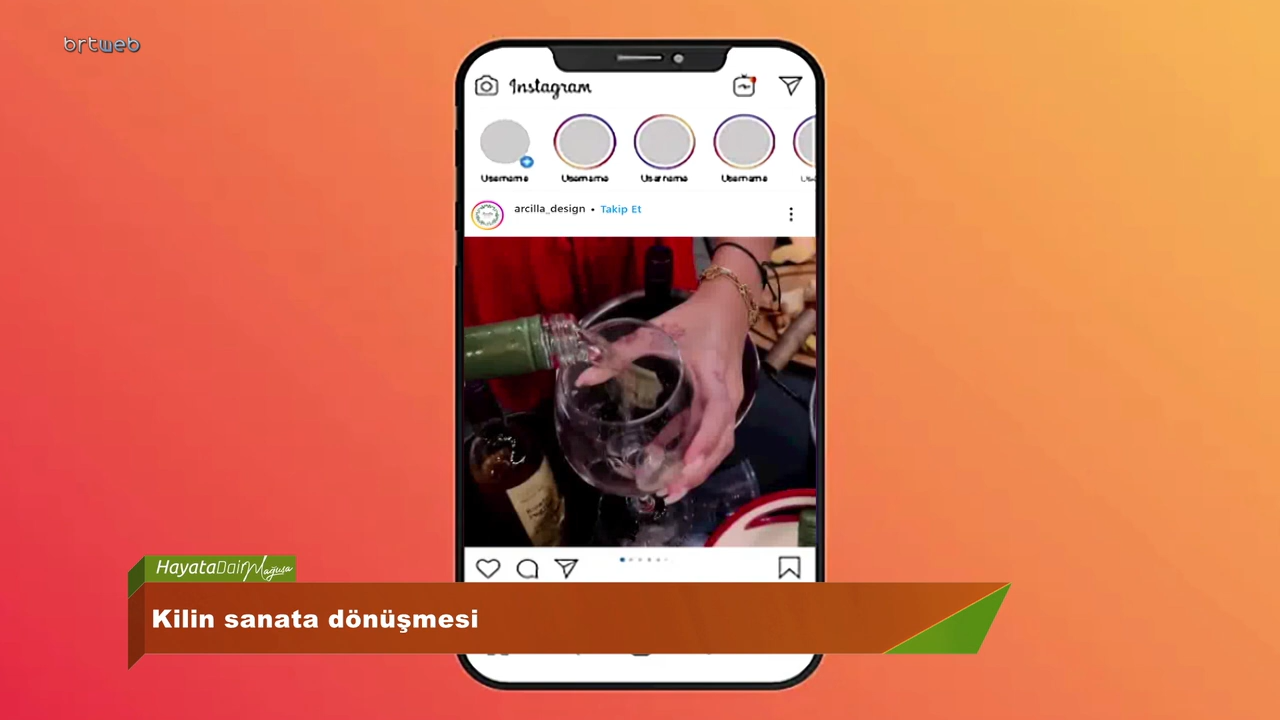 brtweb
Instagram
Username
Username
Username
Username
arcilla_design • Takip Et
HayataDair Mağusa
Kilin sanata dönüşmesi